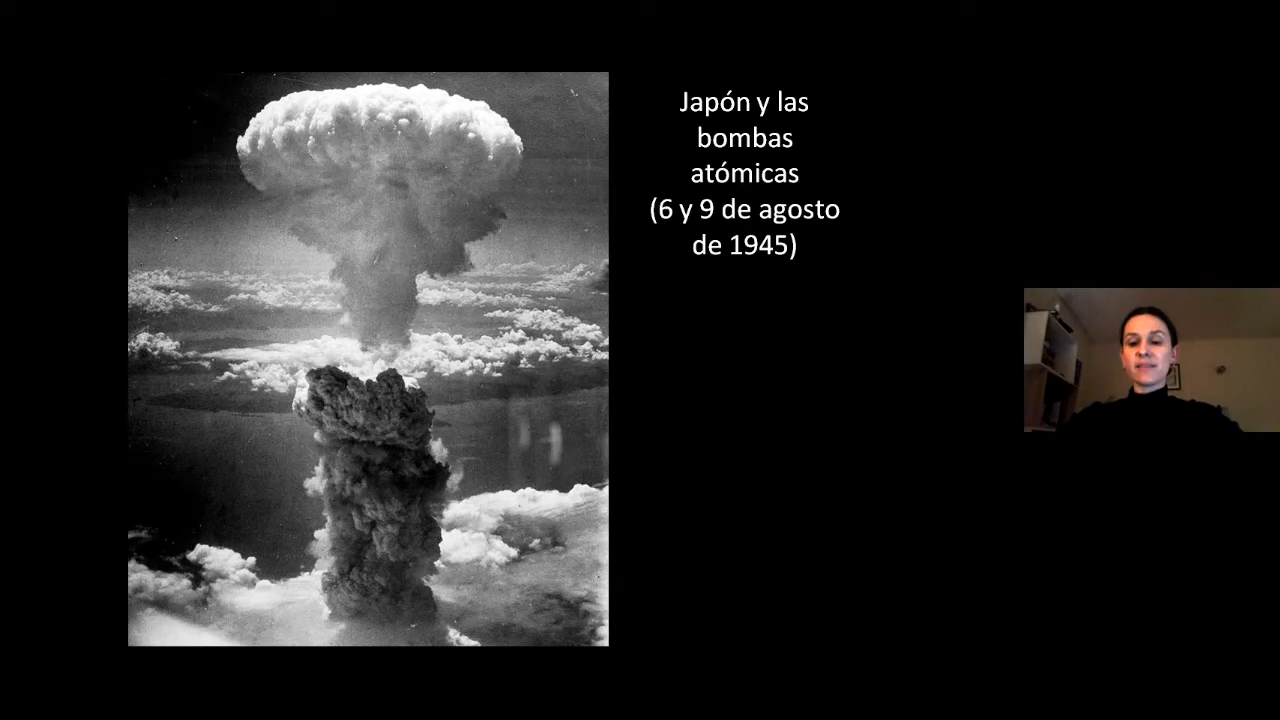 Japón y las
bombas
atómicas
(6 y 9 de agosto
de 1945)